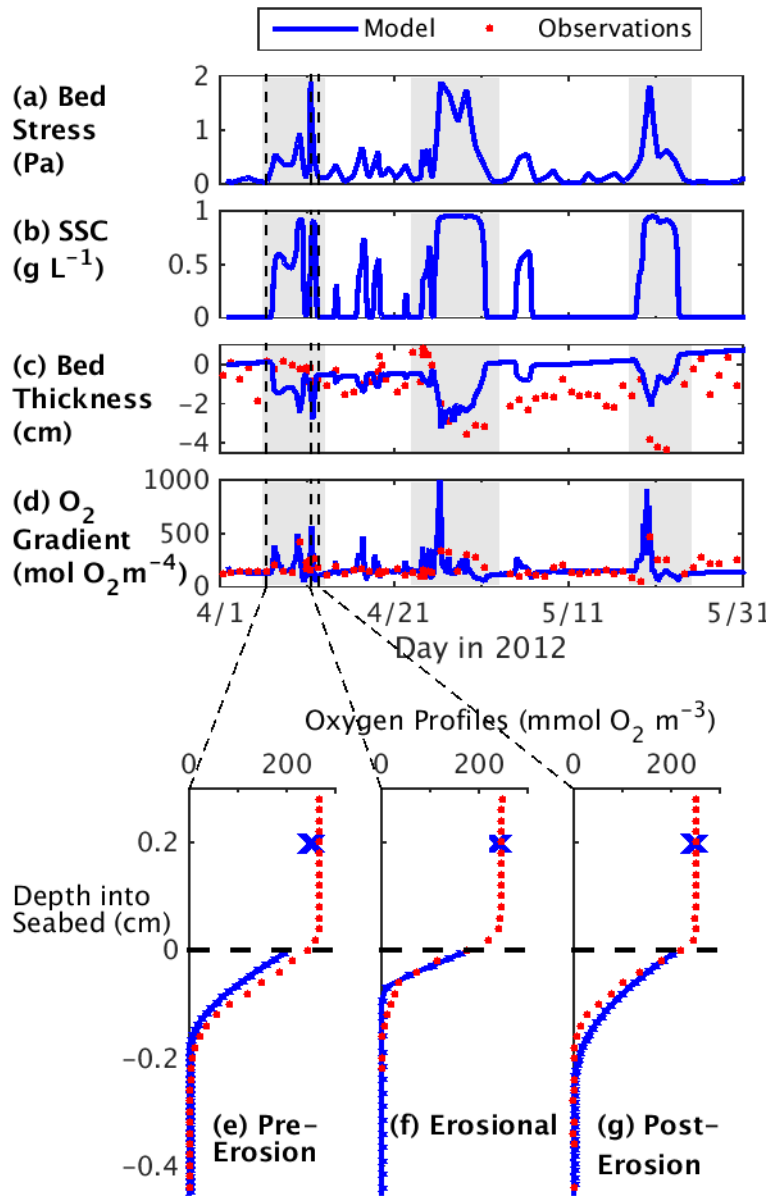 Model Observations
(a) Bed
Stress
(Pa)
2
1
0
(b) SSC
(g L⁻¹)
1
0.5
0
(c) Bed
Thickness
(cm)
0
-2
-4
(d) O₂
Gradient
(mol O₂m⁻⁴)
1000
500
0
4/1 4/21 5/11 5/31
Day in 2012
Oxygen Profiles (mmol O₂ m⁻³)
0 200 0 200 0 200
0.2
Depth into
Seabed (cm)
0
-0.2
-0.4
(e) Pre-
Erosion
(f) Erosional
(g) Post-
Erosion